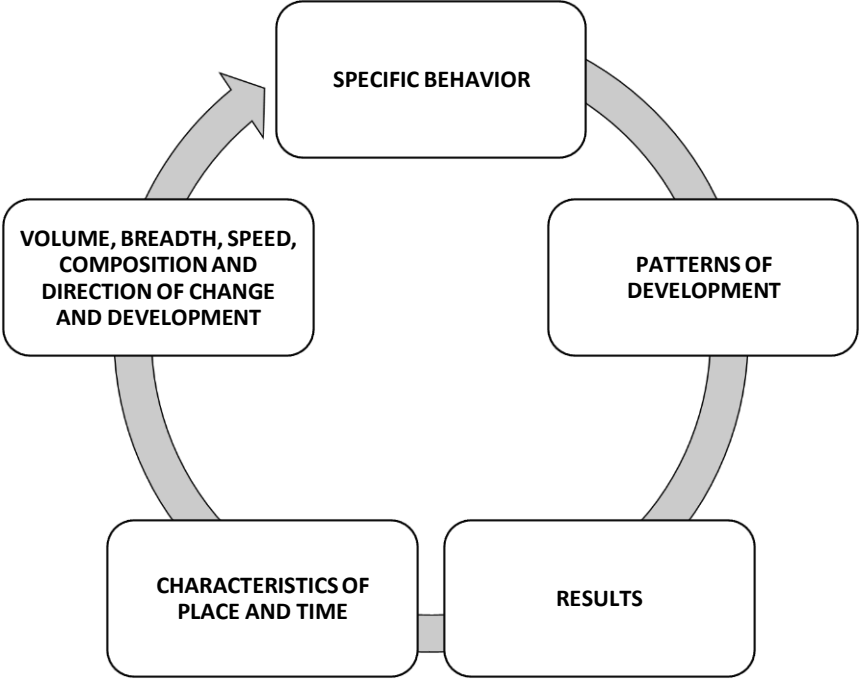 SPECIFIC BEHAVIOR
PATTERNS OF
DEVELOPMENT
RESULTS
CHARACTERISTICS OF
PLACE AND TIME
VOLUME, BREADTH, SPEED,
COMPOSITION AND
DIRECTION OF CHANGE
AND DEVELOPMENT